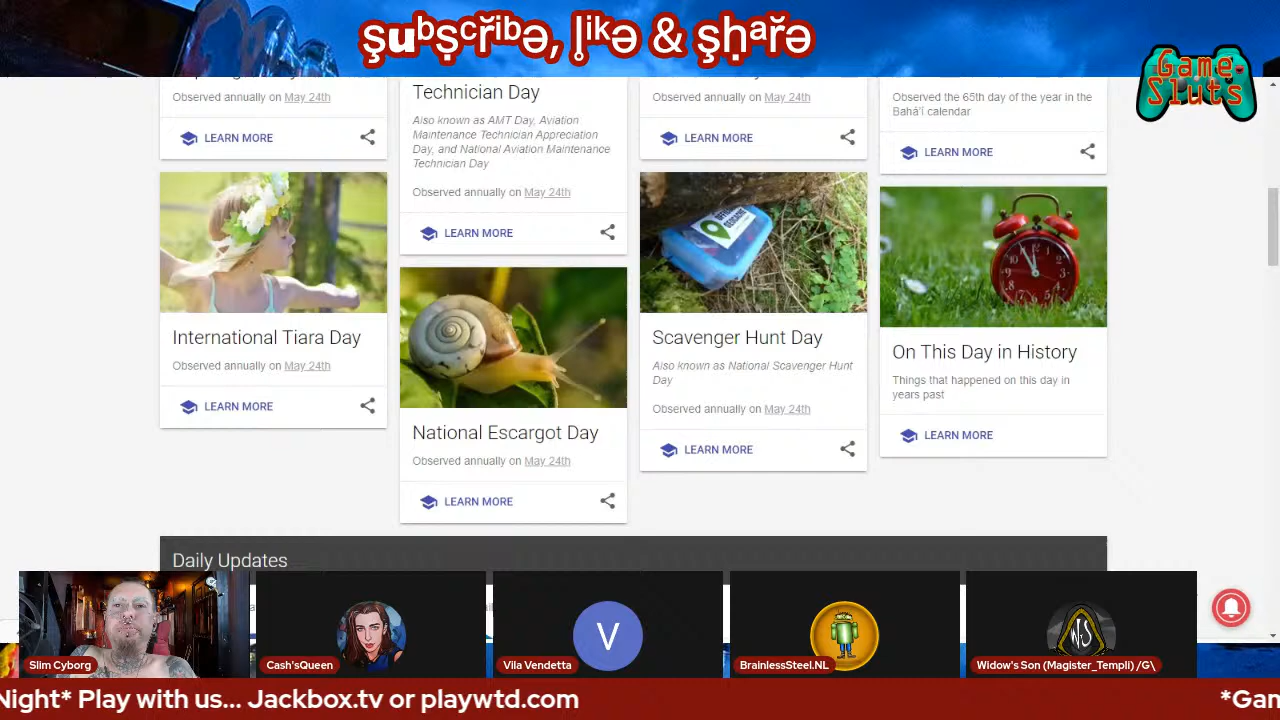 şubşcribə, likə & şharə
Game-
Sluts
Observed annually on May 24th
LEARN MORE
Technician Day
Also known as AMT Day, Aviation
Maintenance Technician Appreciation
Day, and National Aviation Maintenance
Technician Day
Observed annually on May 24th
LEARN MORE
Observed annually on May 24th
LEARN MORE
Observed the 65th day of the year in the
Bahá'í calendar
LEARN MORE
International Tiara Day
Observed annually on May 24th
LEARN MORE
National Escargot Day
Observed annually on May 24th
LEARN MORE
Scavenger Hunt Day
Also known as National Scavenger Hunt
Day
Observed annually on May 24th
LEARN MORE
On This Day in History
Things that happened on this day in
years past
LEARN MORE
Daily Updates
Slim Cyborg
Cash'sQueen
V
Vila Vendetta
BrainlessSteel.NL
WS
Widow's Son (Magister_Templi) /G\
Night* Play with us... Jackbox.tv or playwtd.com
*Gan